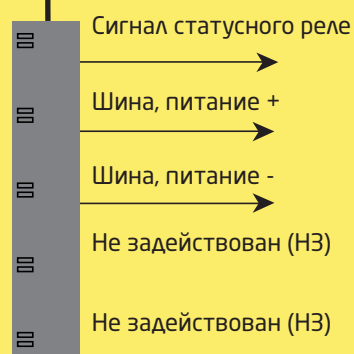 Сигнал статусного реле
Шина, питание +
Шина, питание -
Не задействован (НЗ)
Не задействован (НЗ)